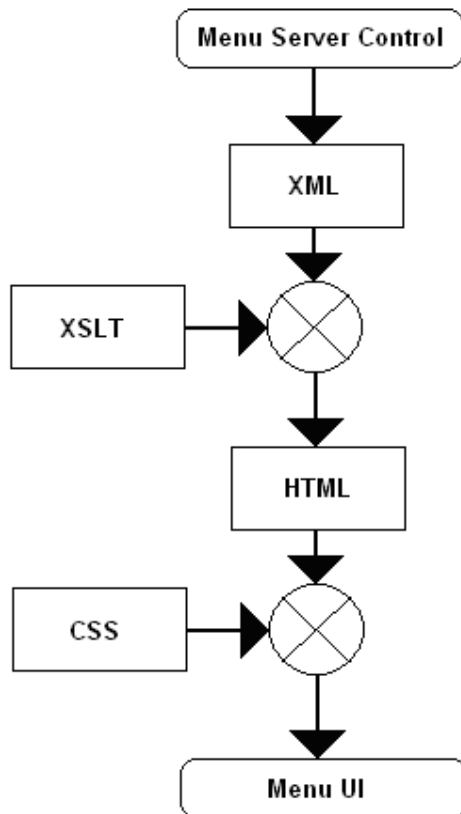 Menu Server Control
XML
XSLT
HTML
CSS
Menu UI